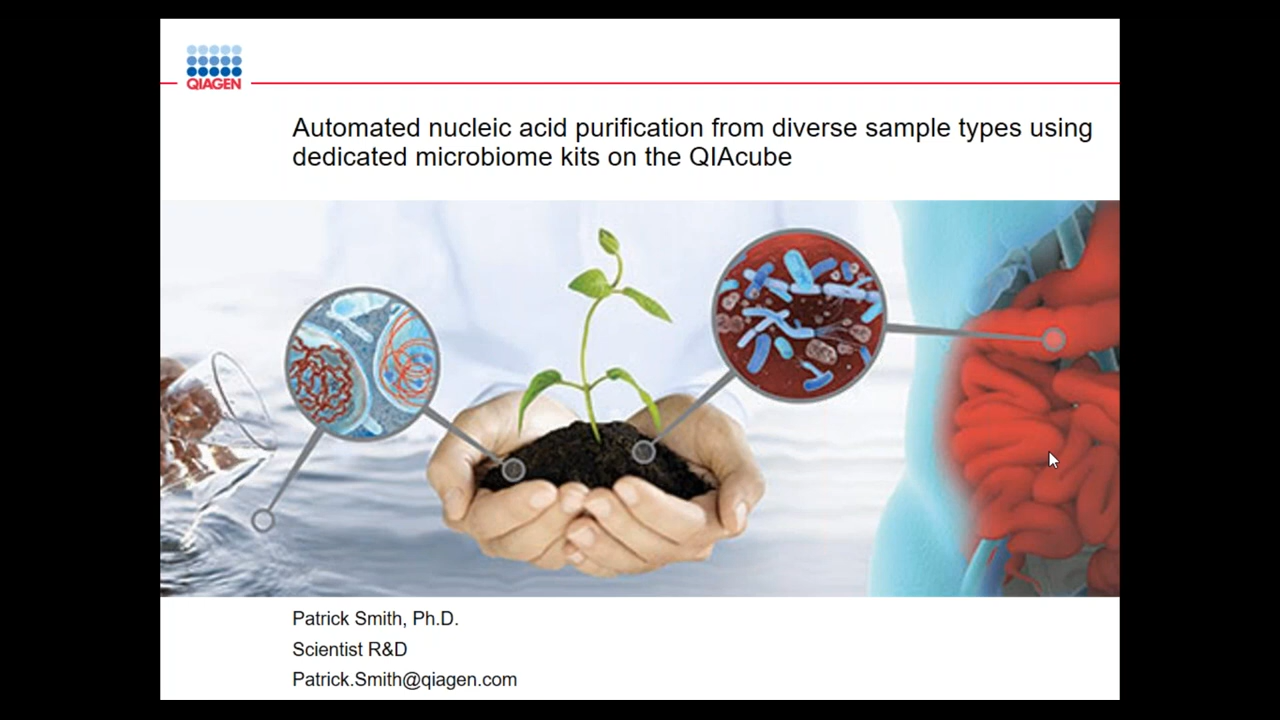 QIAGEN
Automated nucleic acid purification from diverse sample types using
dedicated microbiome kits on the QIAcube
Patrick Smith, Ph.D.
Scientist R&D
Patrick.Smith@qiagen.com